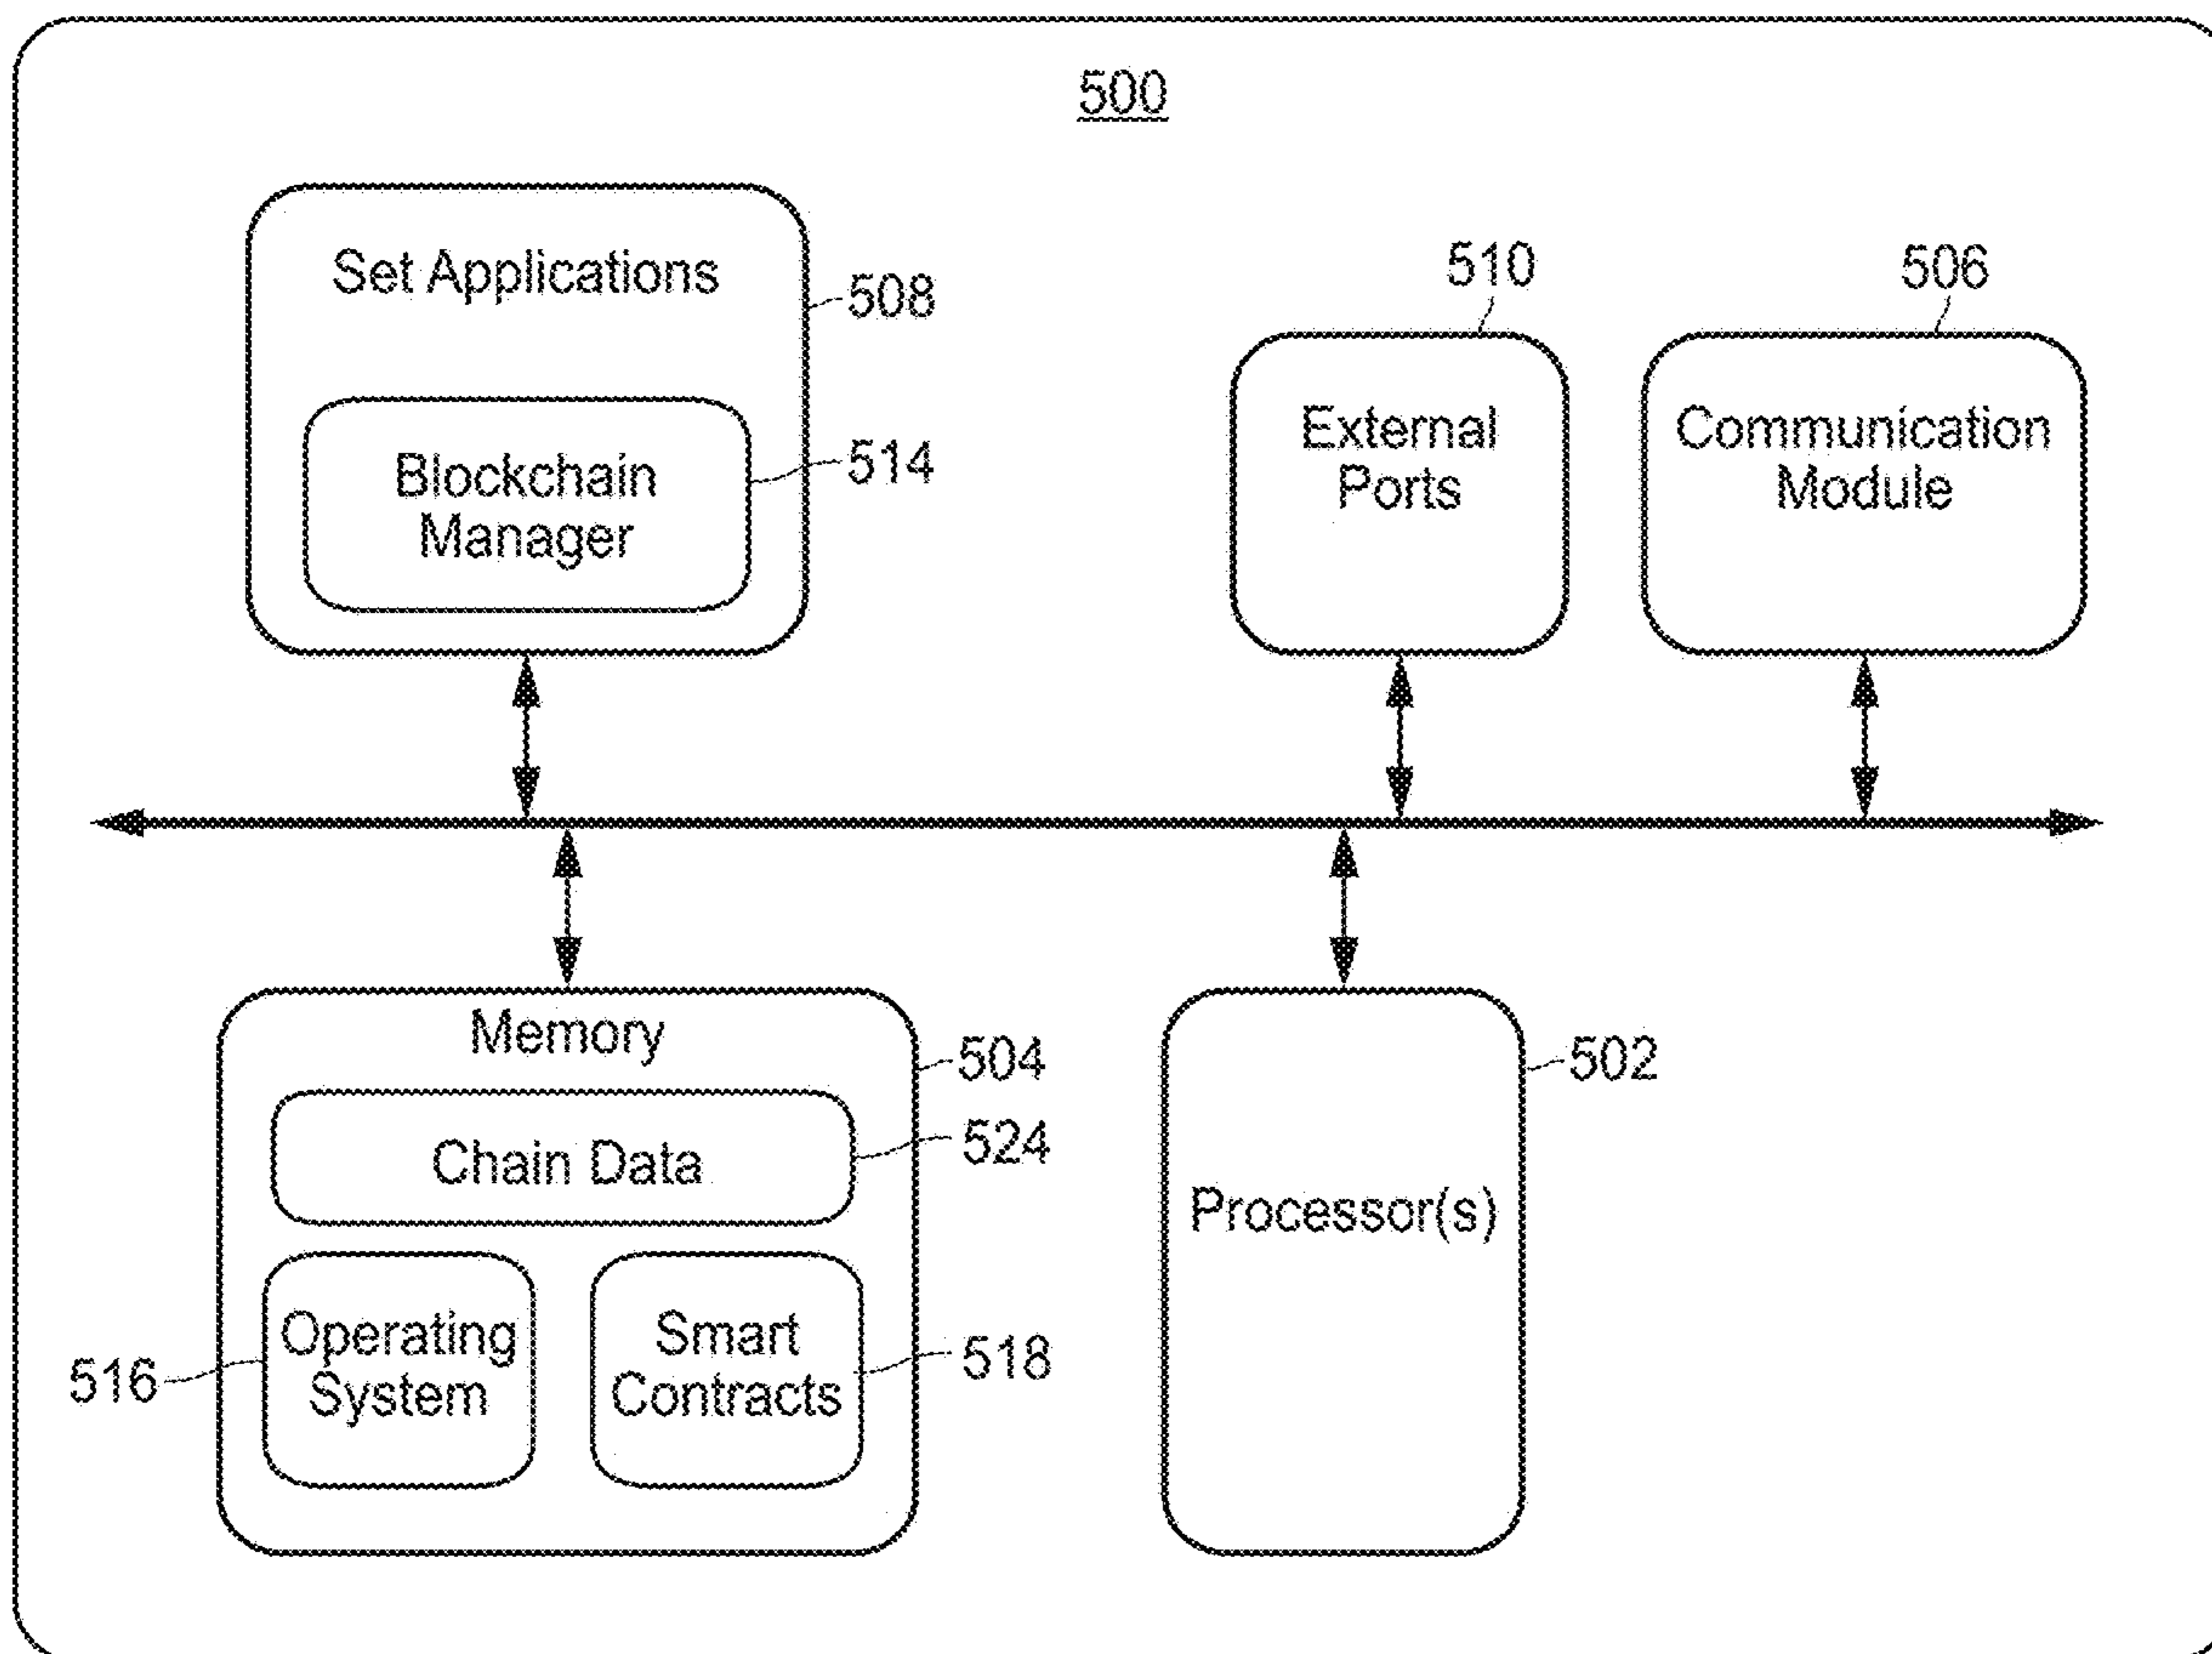 500
Set Applications
508
Blockchain
Manager
514
510
External
Ports
506
Communication
Module
Memory
504
Chain Data
524
Operating
System
516
Smart
Contracts
518
502
Processor(s)